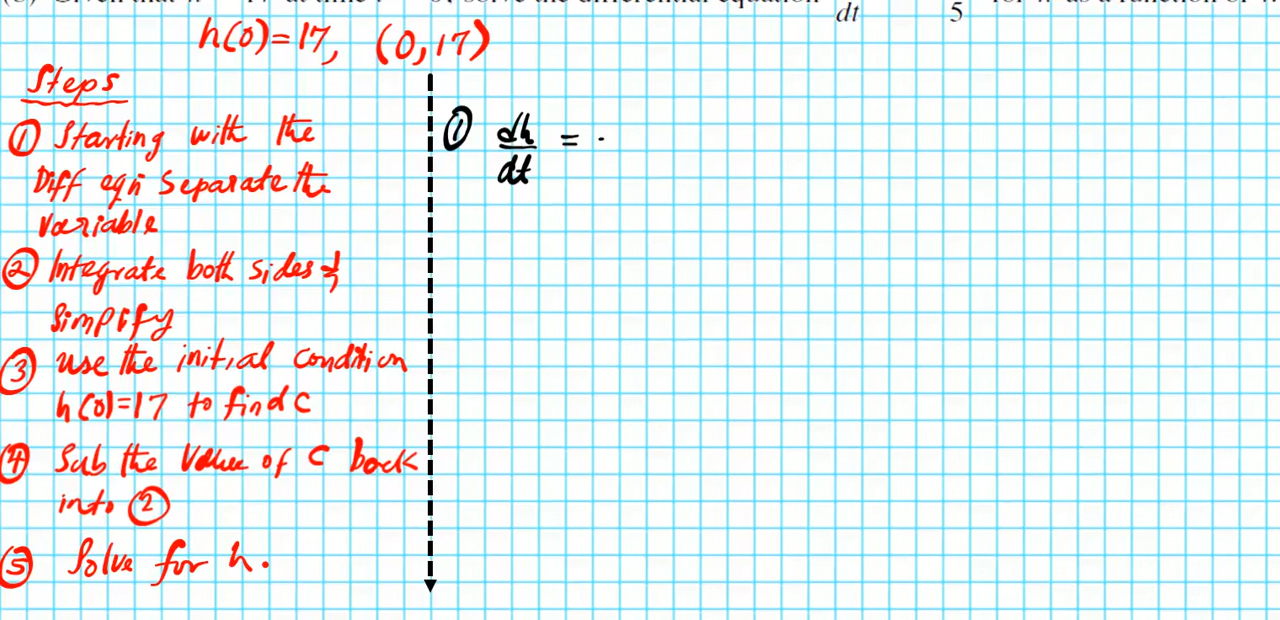 dt 5
h(0)=17, (0,17)
Steps
① Starting with the
Diff eqn separate the
variable
② Integrate both sides &
simplify
③ use the initial condition
h(0)=17 to find C
④ Sub the value of C back
into ②
⑤ Solve for h.
① dh/dt = -